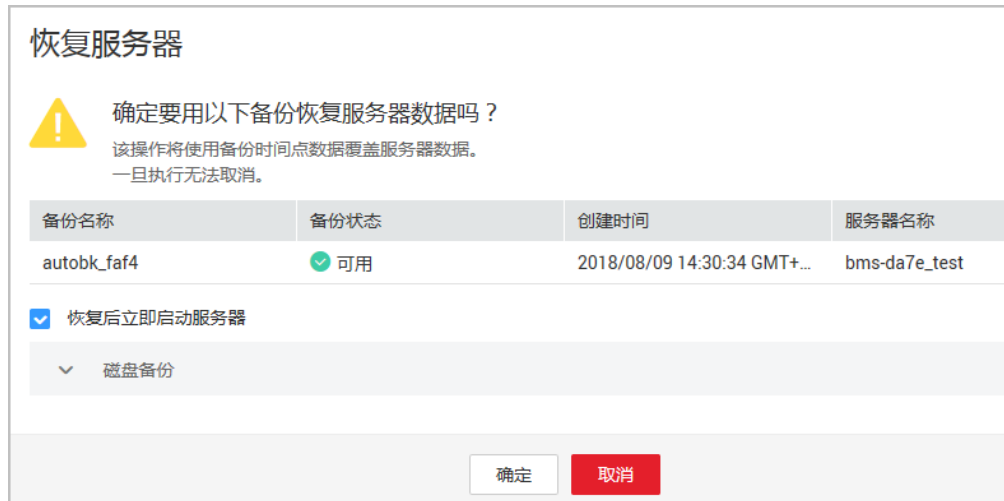 恢复服务器
确定要用以下备份恢复服务器数据吗？
该操作将使用备份时间点数据覆盖服务器数据。
一旦执行无法取消。
备份名称 备份状态 创建时间 服务器名称
autobk_faf4 可用 2018/08/09 14:30:34 GMT+... bms-da7e_test
恢复后立即启动服务器
磁盘备份
确定 取消